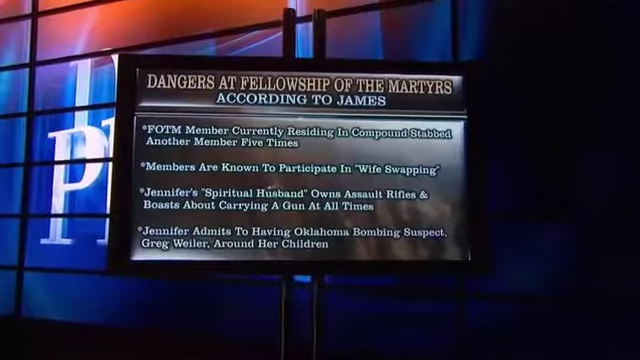 DANGERS AT FELLOWSHIP OF THE MARTYRS
ACCORDING TO JAMES
*FOTM Member Currently Residing In Compound Stabbed
Another Member Five Times
*Members Are Known To Participate In "Wife Swapping"
*Jennifer's "Spiritual Husband" Owns Assault Rifles &
Boasts About Carrying A Gun At All Times
*Jennifer Admits To Having Oklahoma Bombing Suspect,
Greg Weiler, Around Her Children